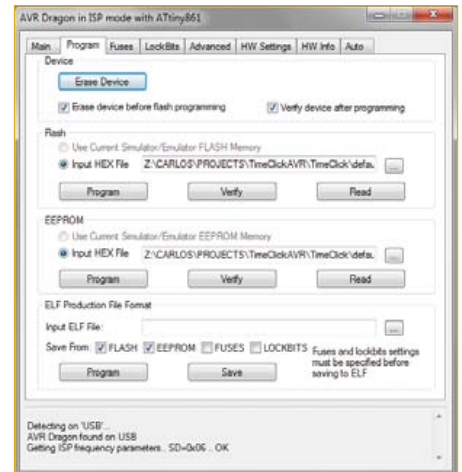 AVR Dragon in ISP mode with ATtiny861
Main Program Fuses LockBits Advanced HW Settings HW Info Auto
Device
Erase Device
Erase device before flash programming Verify device after programming
Flash
Use Current Simulator/Emulator FLASH Memory
Input HEX File Z:\CARLOS\PROJECTS\TimeClickAVR\TimeClick\defau. ...
Program Verify Read
EEPROM
Use Current Simulator/Emulator EEPROM Memory
Input HEX File Z:\CARLOS\PROJECTS\TimeClickAVR\TimeClick\defau. ...
Program Verify Read
ELF Production File Format
Input ELF File: ...
Save From: FLASH EEPROM FUSES LOCKBITS Fuses and lockbits settings
must be specified before
Program Save saving to ELF
Detecting on 'USB'...
AVR Dragon found on USB
Getting ISP frequency parameters.. SD=0x06 .. OK